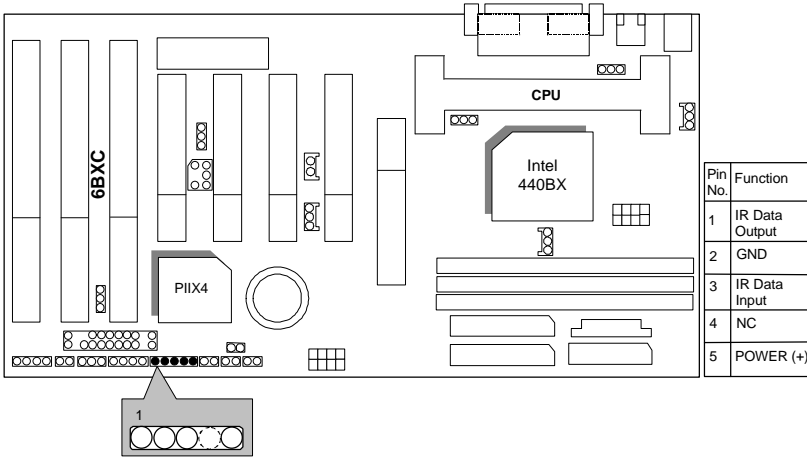 CPU
6BXC
Intel
440BX
PIIX4
1
Pin No. Function
1 IR Data Output
2 GND
3 IR Data Input
4 NC
5 POWER (+)